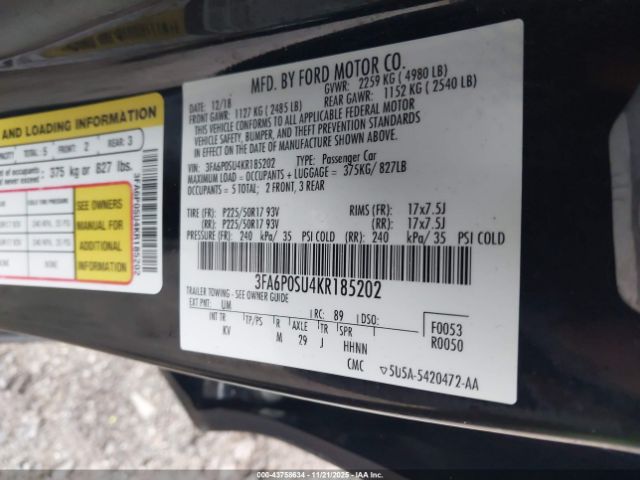 MFD. BY FORD MOTOR CO.
DATE: 12/18 GVWR: 2259 KG ( 4980 LB)
FRONT GAWR: 1127 KG ( 2485 LB) REAR GAWR: 1152 KG ( 2540 LB)
THIS VEHICLE CONFORMS TO ALL APPLICABLE FEDERAL MOTOR
VEHICLE SAFETY, BUMPER, AND THEFT PREVENTION STANDARDS
IN EFFECT ON THE DATE OF MANUFACTURE SHOWN ABOVE.
VIN: 3FA6P0SU4KR185202 TYPE: Passenger Car
MAXIMUM LOAD = OCCUPANTS + LUGGAGE = 375KG/ 827LB
OCCUPANTS = 5 TOTAL: 2 FRONT, 3 REAR
TIRE (FR): P225/50R17 93V RIMS (FR): 17x7.5J
(RR): P225/50R17 93V (RR): 17x7.5J
PRESSURE (FR): 240 kPa/ 35 PSI COLD (RR): 240 kPa/ 35 PSI COLD
3FA6P0SU4KR185202
TRAILER TOWING - SEE OWNER GUIDE
EXT PNT: UM RC: 89 DSO: F0053
INT TR TP/PS R AXLE TR SPR R0050
KV M 29 J HHNN
CMC 5U5A-5420472-AA
AND LOADING INFORMATION
TOTAL: 5 FRONT: 2 REAR: 3
375 kg or 827 lbs.
SEE OWNERS
MANUAL FOR
ADDITIONAL
INFORMATION
3FA6P0SU4KR185202
IAA 43758634 | 11/21/2025 | IAA INC.